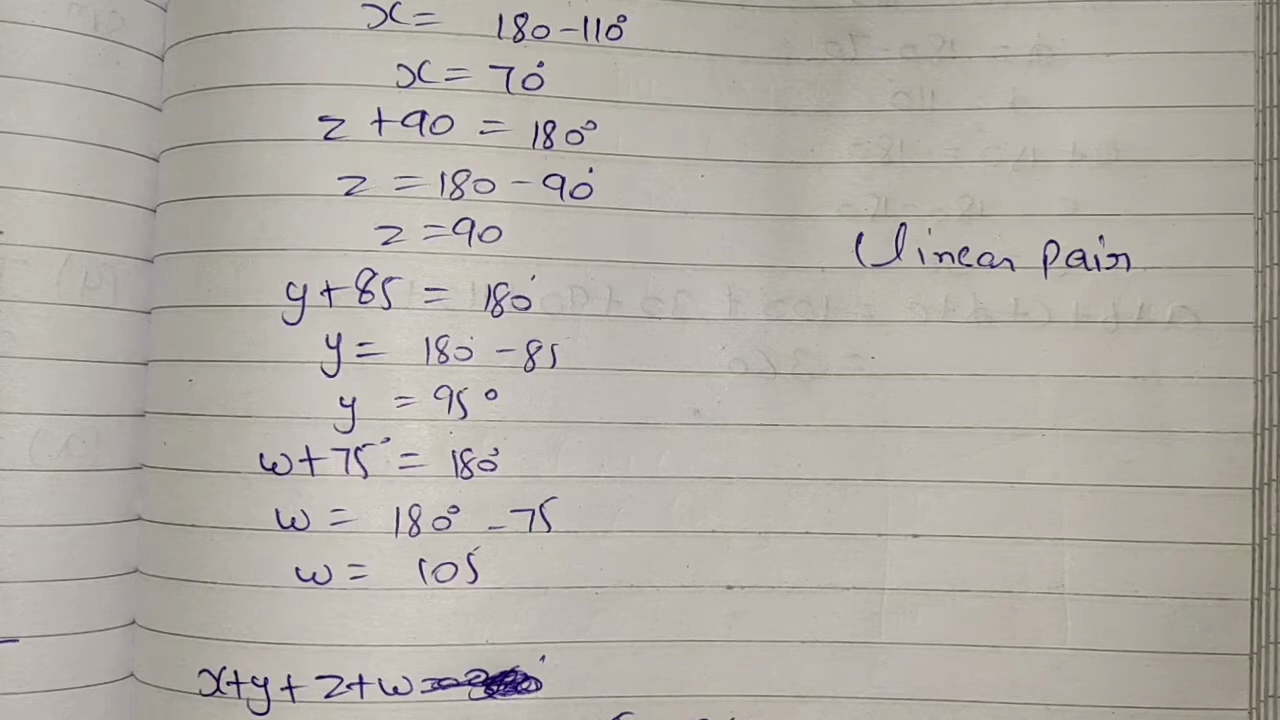 x = 180-110°
x = 70°
z + 90 = 180°
z = 180 - 90°
z = 90
(linear pair
y + 85 = 180°
y = 180 - 85
y = 95°
w + 75° = 180°
w = 180° - 75
w = 105
x+y+z+w